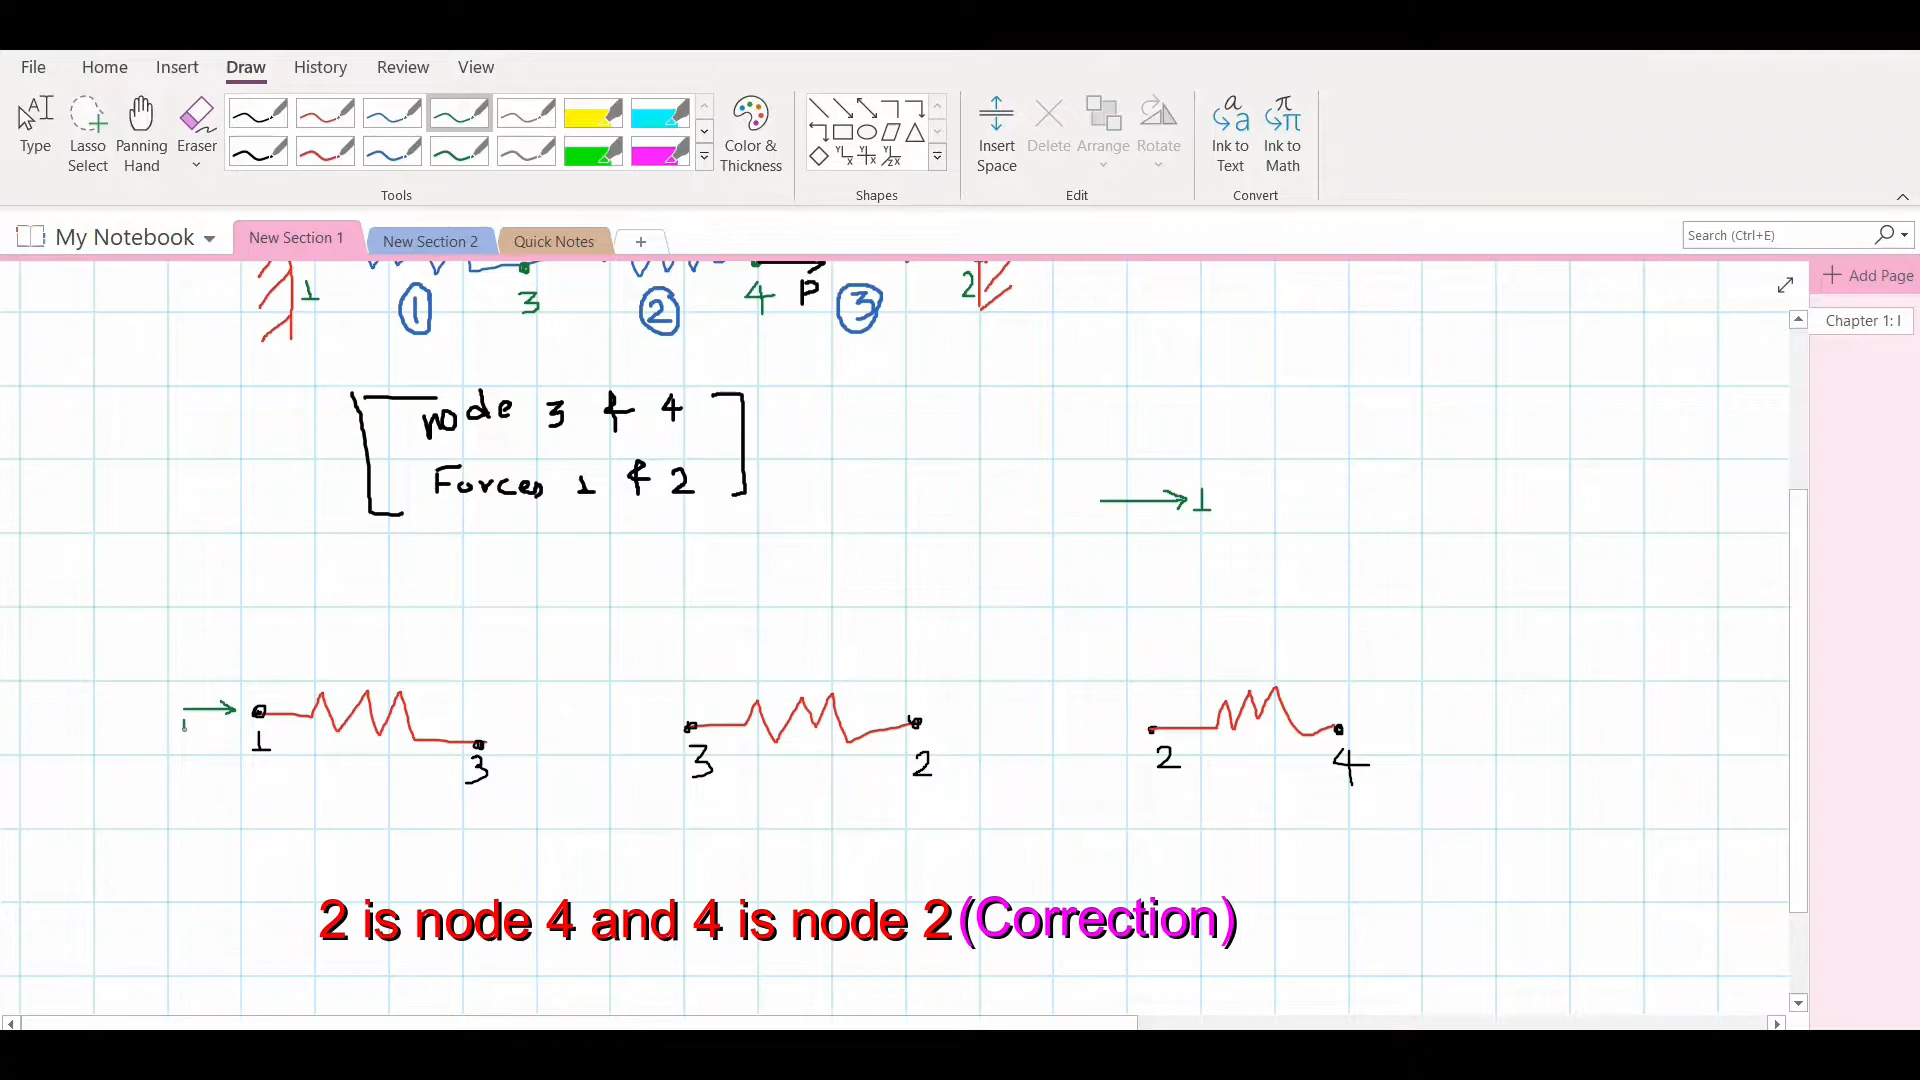 File Home Insert Draw History Review View
Type
Lasso Select
Panning Hand
Eraser
Color & Thickness
Insert Space
Delete
Arrange
Rotate
Ink to Text
Ink to Math
Tools Shapes Edit Convert
My Notebook New Section 1 New Section 2 Quick Notes + Search (Ctrl+E)
+ Add Page
Chapter 1: I
1 1 3 2 4 P 3 2
node 3 & 4
Forces 1 & 2
1
1 3 3 2 2 4
2 is node 4 and 4 is node 2(Correction)